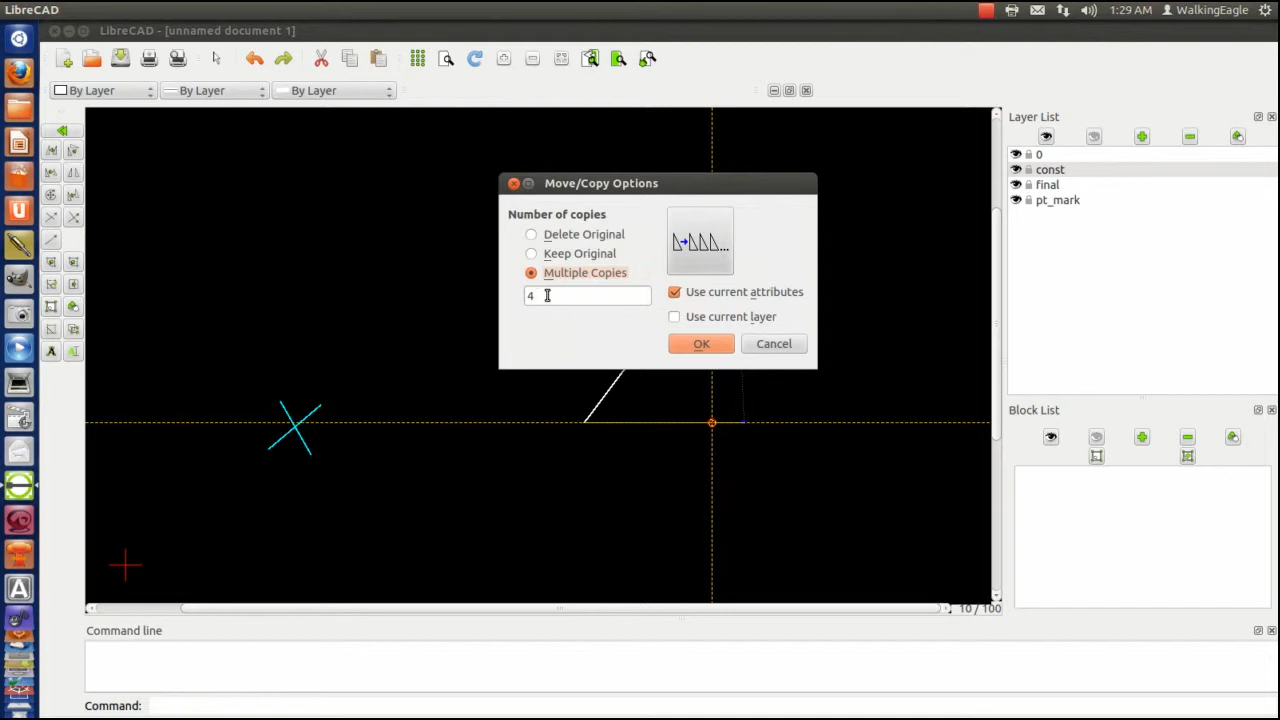 LibreCAD
1:29 AM
WalkingEagle
LibreCAD - [unnamed document 1]
By Layer
By Layer
By Layer
Layer List
0
const
final
pt_mark
Move/Copy Options
Number of copies
Delete Original
Keep Original
Multiple Copies
4
Use current attributes
Use current layer
OK
Cancel
Block List
10 / 100
Command line
Command: